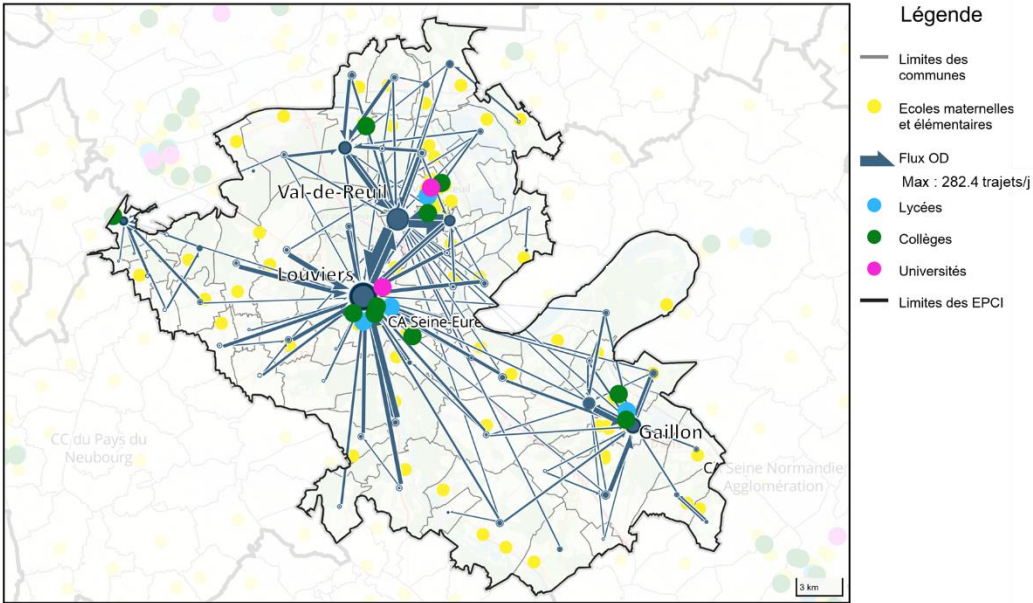 Légende
Limites des
communes
Ecoles maternelles
et élémentaires
Flux OD
Max : 282.4 trajets/j
Lycées
Collèges
Universités
Limites des EPCI
Val-de-Reuil
Louviers
CA Seine-Eure
Gaillon
CC du Pays du
Neubourg
CA Seine Normandie
Agglomération
3 km